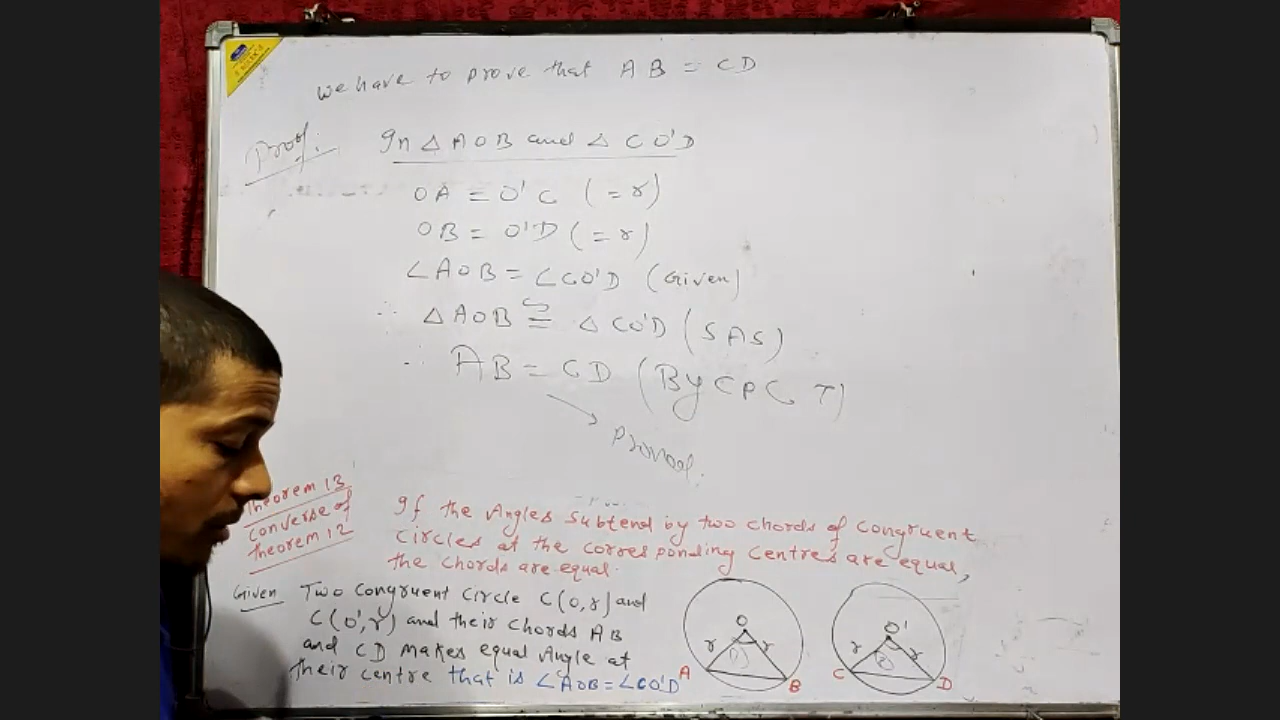 We have to prove that AB = CD
Proof: In △AOB and △CO'D
OA = O'C (= r)
OB = O'D (= r)
∠AOB = ∠CO'D (Given)
∴ △AOB ≅ △CO'D (SAS)
∴ AB = CD (By CPCT)
Proved.
Theorem 13
Converse of
theorem 12
If the Angles subtend by two chords of congruent
circles at the corresponding centres are equal,
the chords are equal.
Given Two congruent circle C(O,r) and
C(O',r) and their chords AB
and CD makes equal Angle at
their centre that is ∠AOB=∠CO'D
O
r r
A B
O'
r r
C D